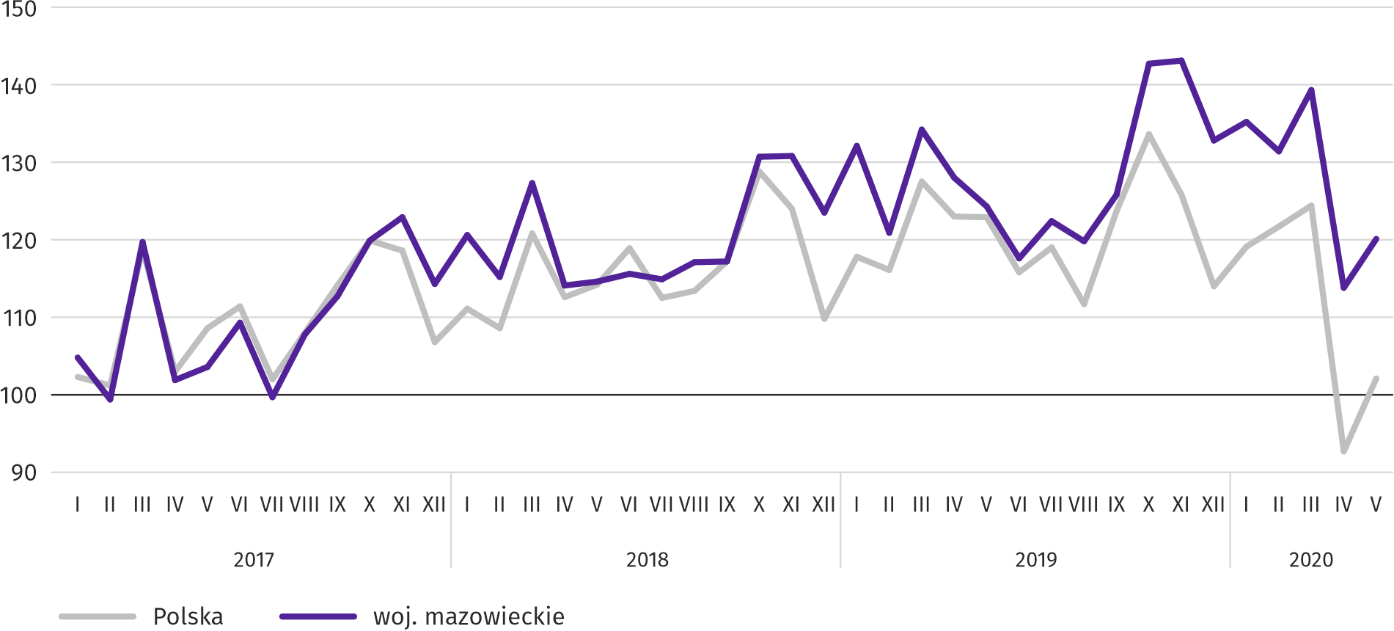 150
140
130
120
110
100
90
I II III IV V VI VII VIII IX X XI XII I II III IV V VI VII VIII IX X XI XII I II III IV V VI VII VIII IX X XI XII I II III IV V
2017 2018 2019 2020
Polska woj. mazowieckie